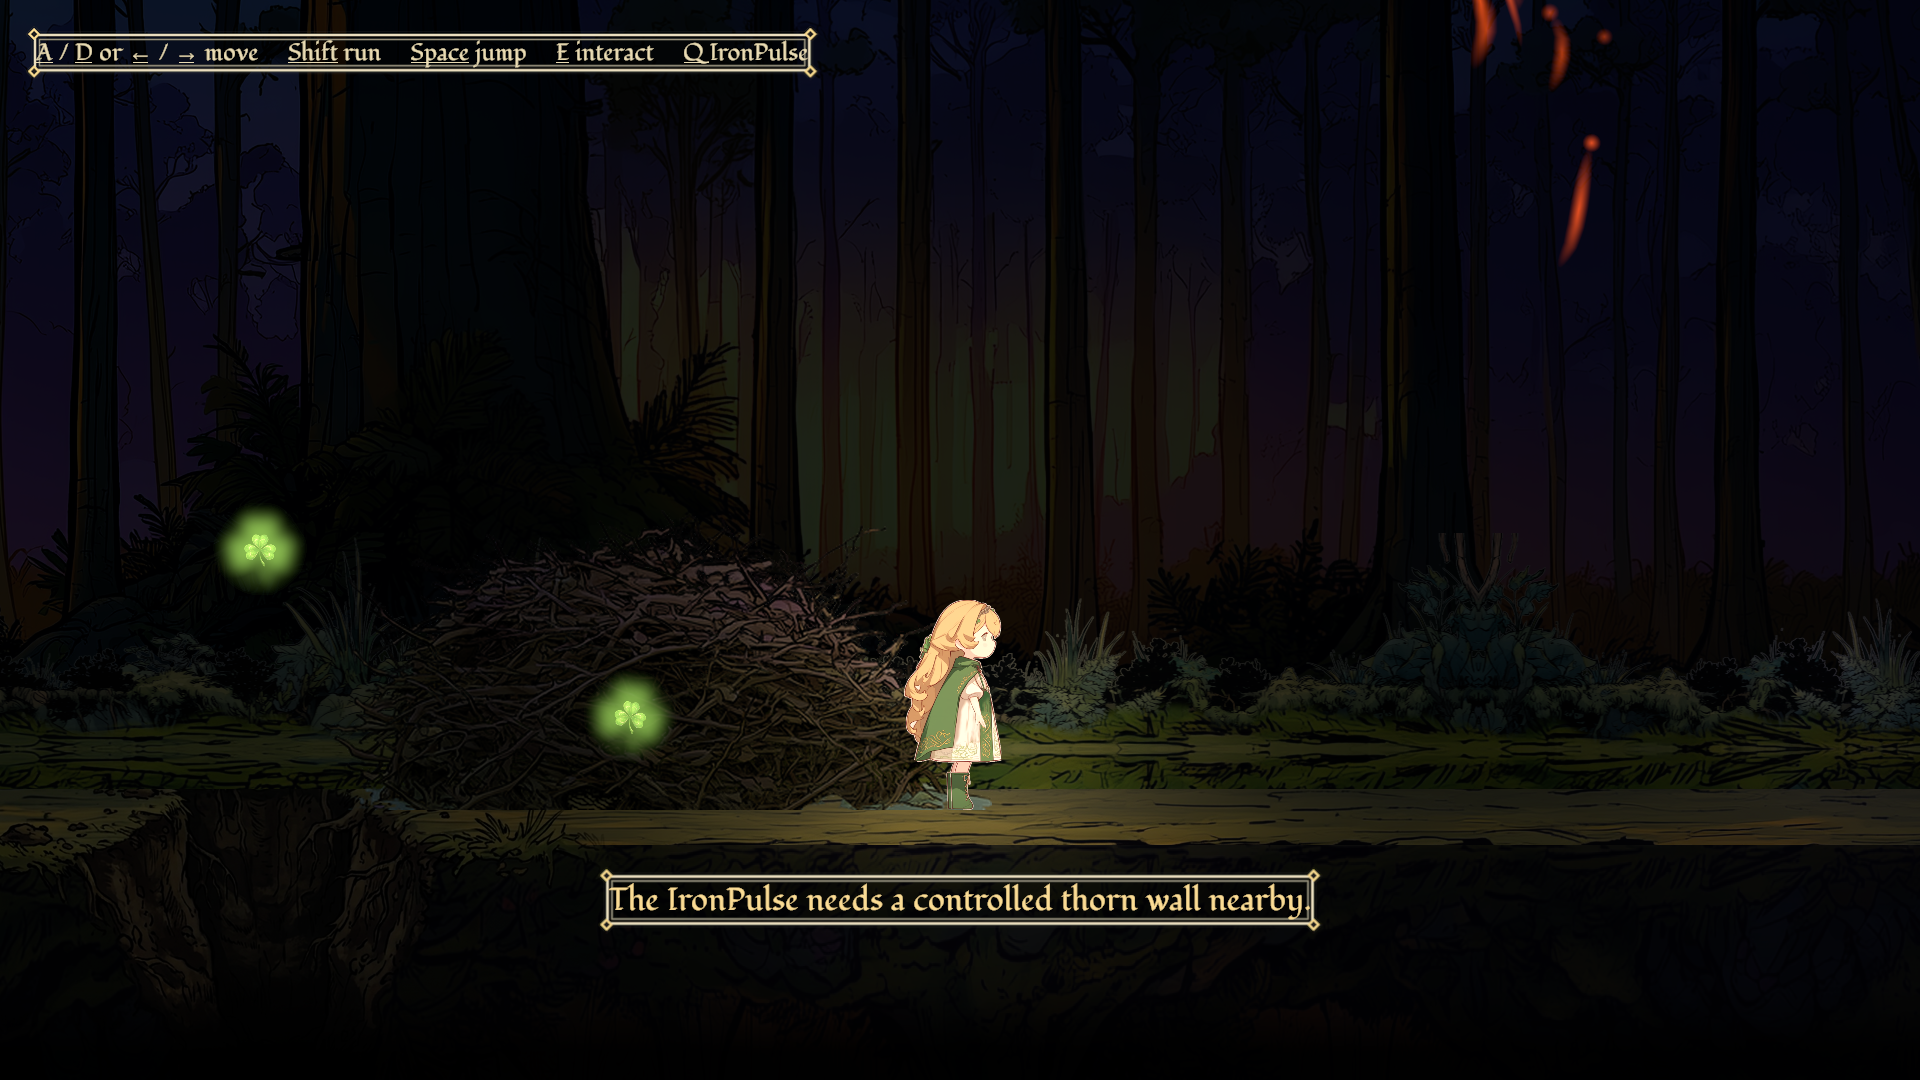 A / D or ← / → move Shift run Space jump E interact Q IronPulse
The IronPulse needs a controlled thorn wall nearby.